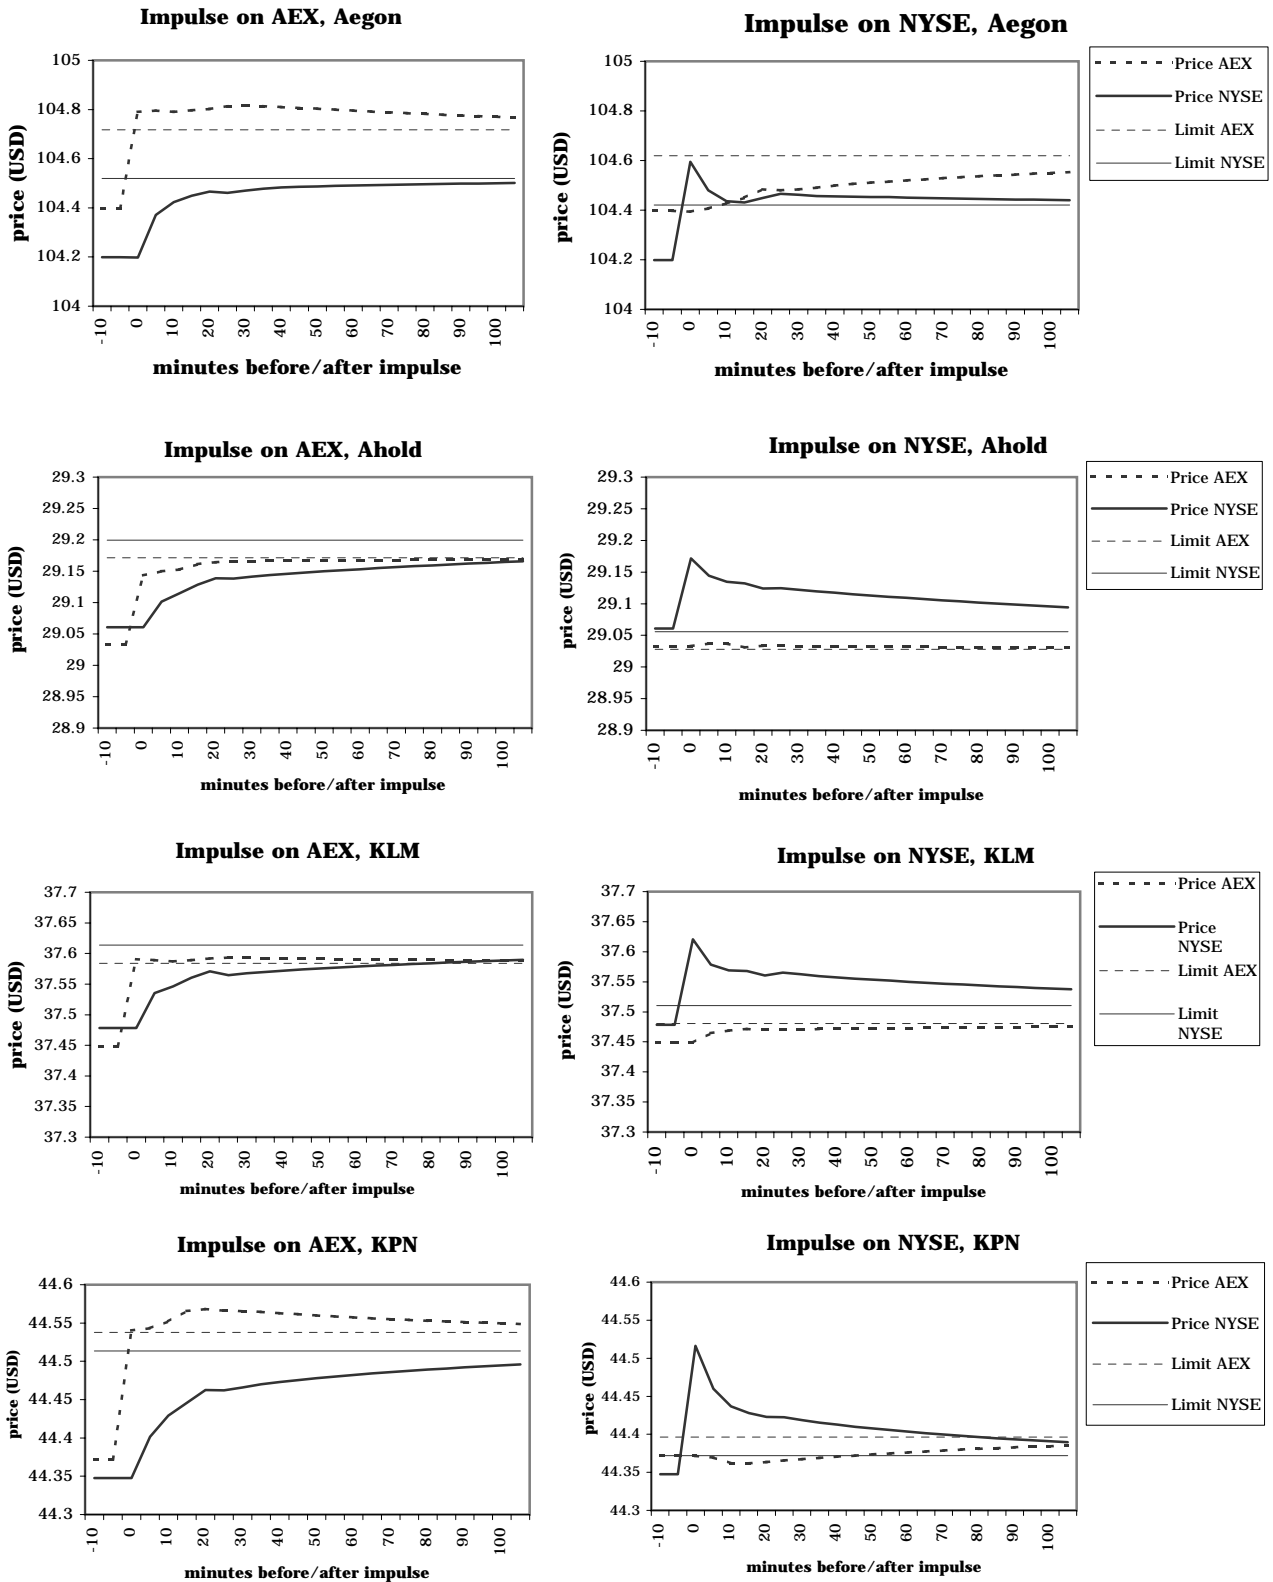 Impulse on AEX, Aegon
105
104.8
104.6
104.4
104.2
104
price (USD)
-10 0 10 20 30 40 50 60 70 80 90 100
minutes before/after impulse
Impulse on NYSE, Aegon
105
104.8
104.6
104.4
104.2
104
price (USD)
-10 0 10 20 30 40 50 60 70 80 90 100
minutes before/after impulse
Price AEX
Price NYSE
Limit AEX
Limit NYSE
Impulse on AEX, Ahold
29.3
29.25
29.2
29.15
29.1
29.05
29
28.95
28.9
price (USD)
-10 0 10 20 30 40 50 60 70 80 90 100
minutes before/after impulse
Impulse on NYSE, Ahold
29.3
29.25
29.2
29.15
29.1
29.05
29
28.95
28.9
price (USD)
-10 0 10 20 30 40 50 60 70 80 90 100
minutes before/after impulse
Price AEX
Price NYSE
Limit AEX
Limit NYSE
Impulse on AEX, KLM
37.7
37.65
37.6
37.55
37.5
37.45
37.4
37.35
37.3
price (USD)
-10 0 10 20 30 40 50 60 70 80 90 100
minutes before/after impulse
Impulse on NYSE, KLM
37.7
37.65
37.6
37.55
37.5
37.45
37.4
37.35
37.3
price (USD)
-10 0 10 20 30 40 50 60 70 80 90 100
minutes before/after impulse
Price AEX
Price
NYSE
Limit AEX
Limit
NYSE
Impulse on AEX, KPN
44.6
44.55
44.5
44.45
44.4
44.35
44.3
price (USD)
-10 0 10 20 30 40 50 60 70 80 90 100
minutes before/after impulse
Impulse on NYSE, KPN
44.6
44.55
44.5
44.45
44.4
44.35
44.3
price (USD)
-10 0 10 20 30 40 50 60 70 80 90 100
minutes before/after impulse
Price AEX
Price NYSE
Limit AEX
Limit NYSE